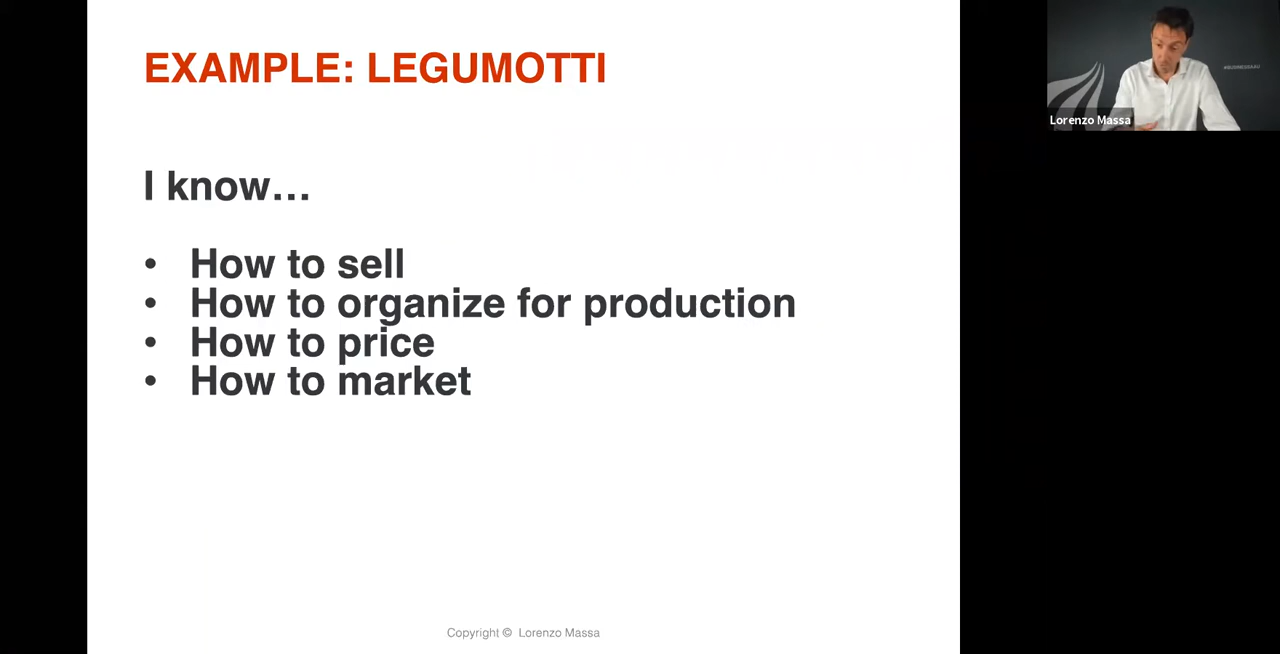 EXAMPLE: LEGUMOTTI
I know…
• How to sell
• How to organize for production
• How to price
• How to market
Copyright © Lorenzo Massa
#BUSINESSAAU
Lorenzo Massa